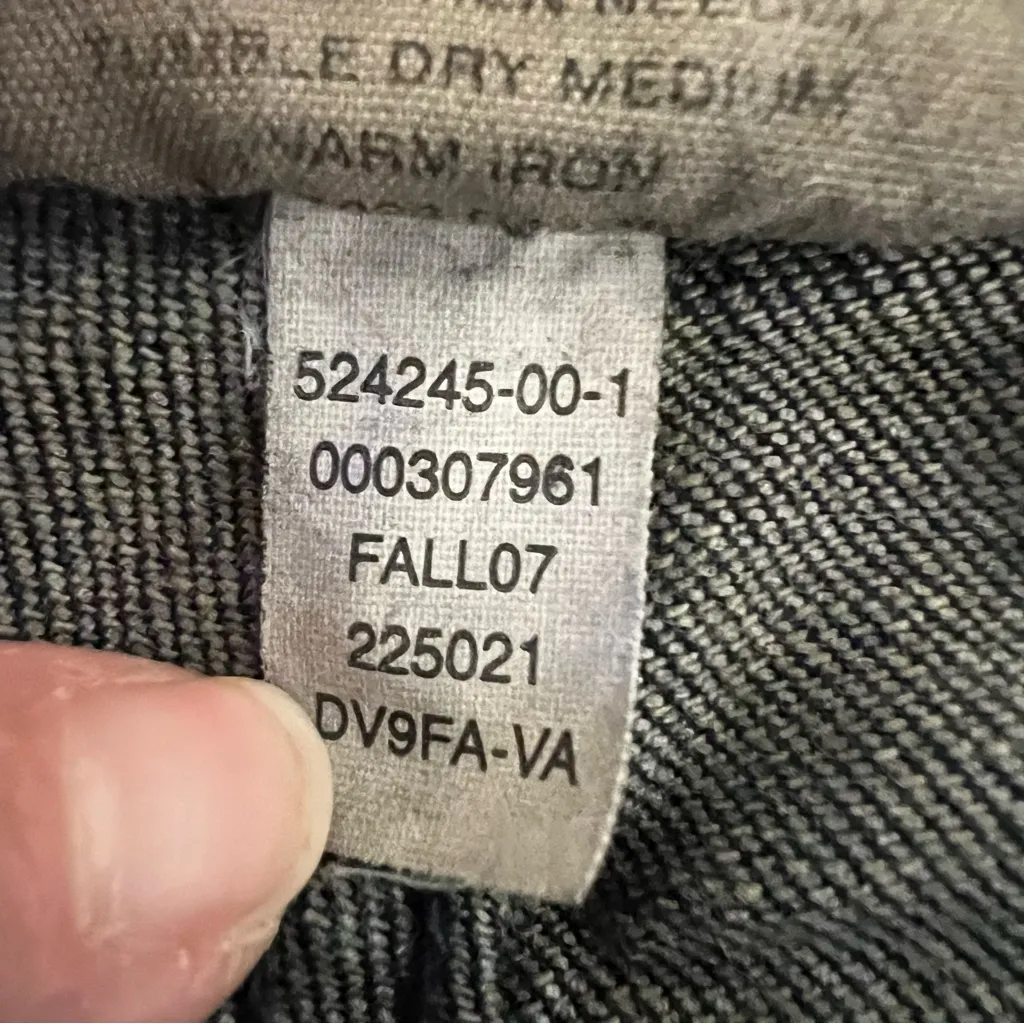 TUMBLE DRY MEDIUM
WARM IRON
524245-00-1
000307961
FALL07
225021
DV9FA-VA